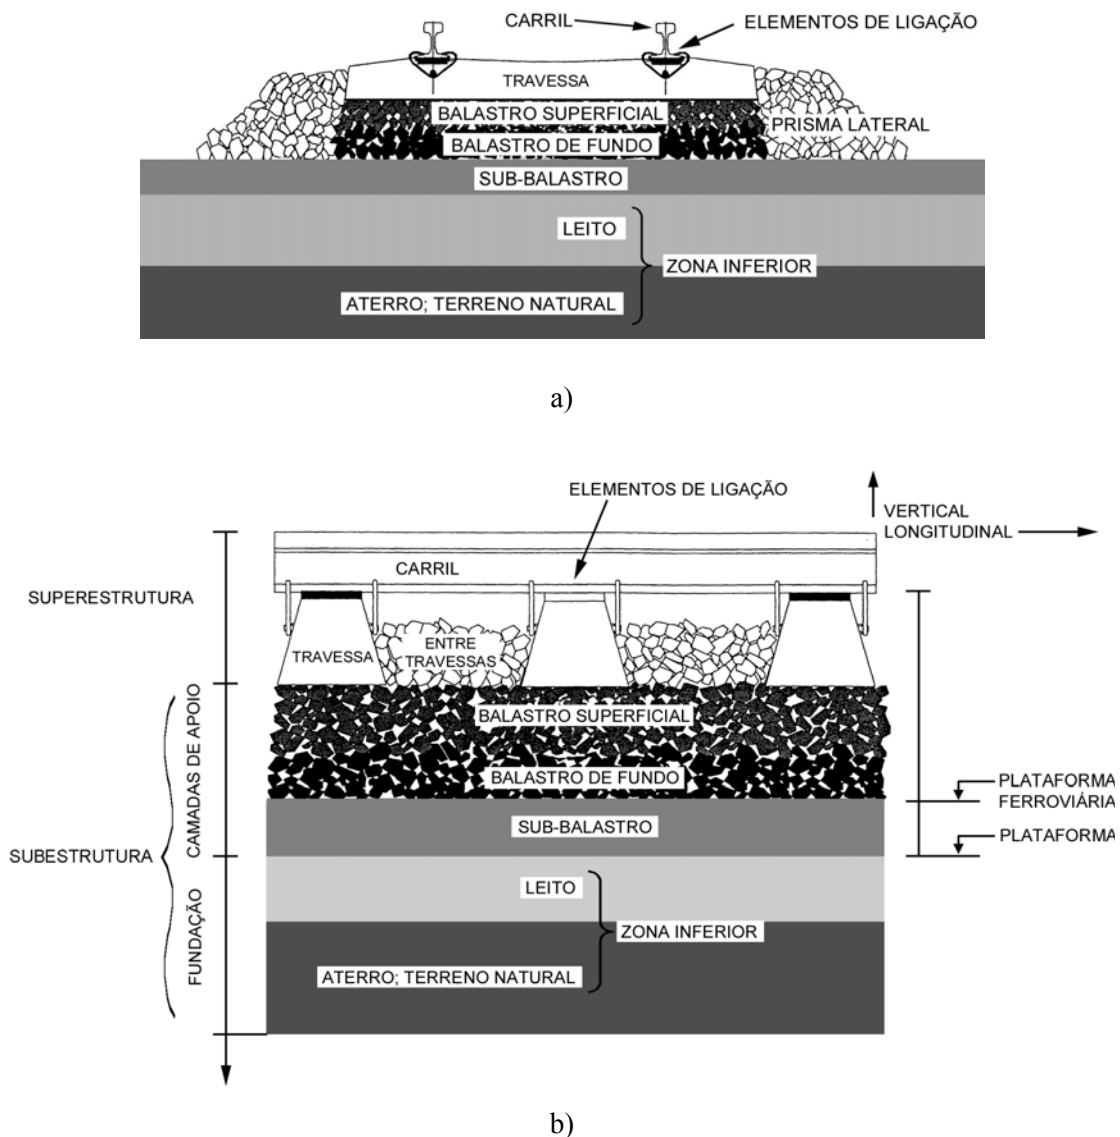 CARRIL
ELEMENTOS DE LIGAÇÃO
TRAVESSA
BALASTRO SUPERFICIAL
PRISMA LATERAL
BALASTRO DE FUNDO
SUB-BALASTRO
LEITO
ZONA INFERIOR
ATERRO; TERRENO NATURAL
a)
ELEMENTOS DE LIGAÇÃO
VERTICAL
LONGITUDINAL
CARRIL
SUPERESTRUTURA
ENTRE
TRAVESSAS
TRAVESSA
BALASTRO SUPERFICIAL
CAMADAS DE APOIO
BALASTRO DE FUNDO
PLATAFORMA
FERROVIÁRIA
SUB-BALASTRO
PLATAFORMA
SUBESTRUTURA
LEITO
FUNDAÇÃO
ZONA INFERIOR
ATERRO; TERRENO NATURAL
b)